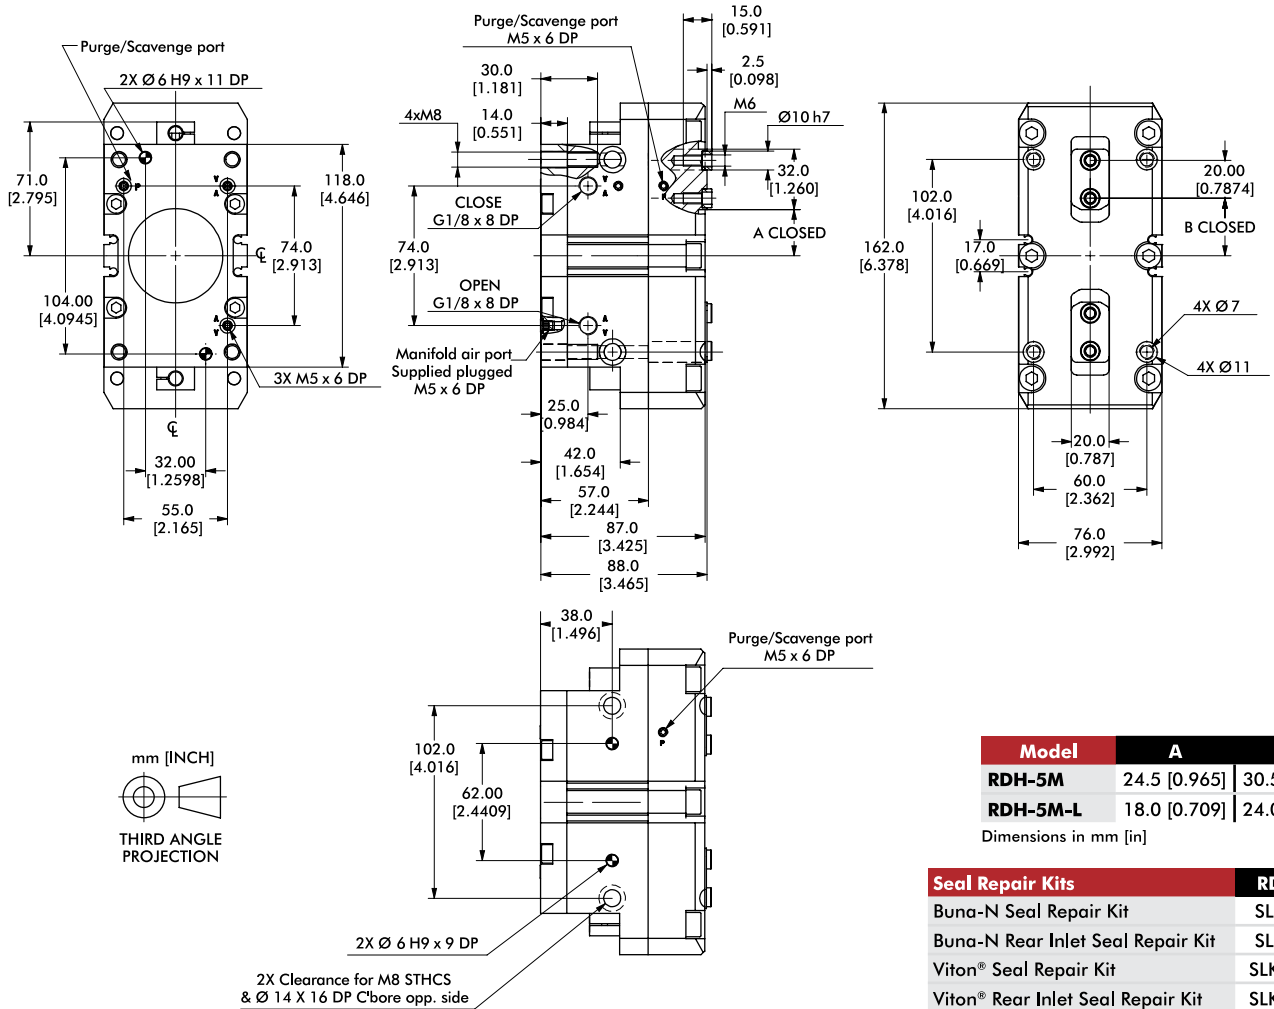 Purge/Scavenge port
2X Ø 6 H9 x 11 DP
71.0
[2.795]
104.00
[4.0945]
P
V
A
118.0
[4.646]
74.0
[2.913]
℄
A
V
3X M5 x 6 DP
℄
32.00
[1.2598]
55.0
[2.165]
Purge/Scavenge port
M5 x 6 DP
15.0
[0.591]
2.5
[0.098]
30.0
[1.181]
14.0
[0.551]
4xM8
M6
Ø10 h7
32.0
[1.260]
V
A
P
CLOSE
G1/8 x 8 DP
A CLOSED
74.0
[2.913]
OPEN
G1/8 x 8 DP
A
V
Manifold air port
Supplied plugged
M5 x 6 DP
25.0
[0.984]
42.0
[1.654]
57.0
[2.244]
87.0
[3.425]
88.0
[3.465]
162.0
[6.378]
102.0
[4.016]
17.0
[0.669]
20.00
[0.7874]
B CLOSED
4X Ø 7
4X Ø11
20.0
[0.787]
60.0
[2.362]
76.0
[2.992]
38.0
[1.496]
Purge/Scavenge port
M5 x 6 DP
P
102.0
[4.016]
62.00
[2.4409]
2X Ø 6 H9 x 9 DP
2X Clearance for M8 STHCS
& Ø 14 X 16 DP C'bore opp. side
mm [INCH]
THIRD ANGLE
PROJECTION
Model A
RDH-5M 24.5 [0.965] 30.5
RDH-5M-L 18.0 [0.709] 24.0
Dimensions in mm [in]
Seal Repair Kits
Buna-N Seal Repair Kit
Buna-N Rear Inlet Seal Repair Kit
Viton® Seal Repair Kit
Viton® Rear Inlet Seal Repair Kit